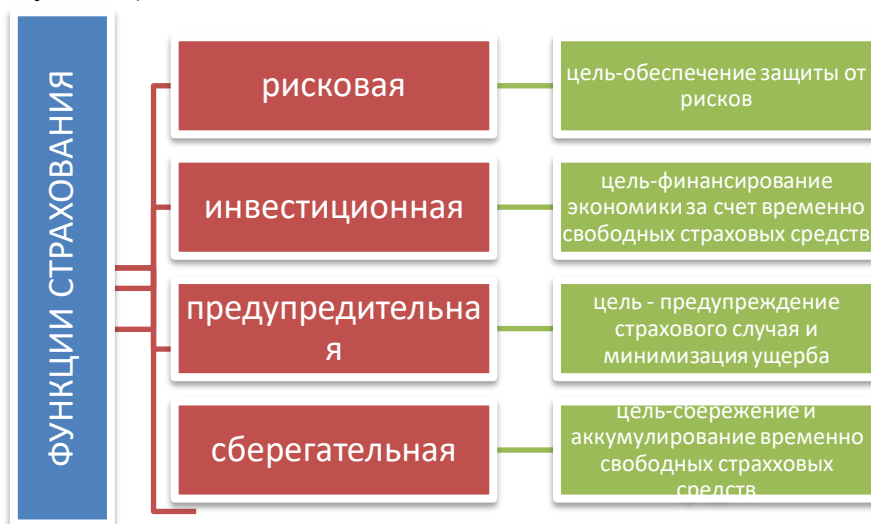 ФУНКЦИИ СТРАХОВАНИЯ
рисковая
цель-обеспечение защиты от
рисков
инвестиционная
цель-финансирование
экономики за счет временно
свободных страховых средств
предупредительна
я
цель - предупреждение
страхового случая и
минимизация ущерба
сберегательная
цель-сбережение и
аккумулирование временно
свободных страхховых
средств